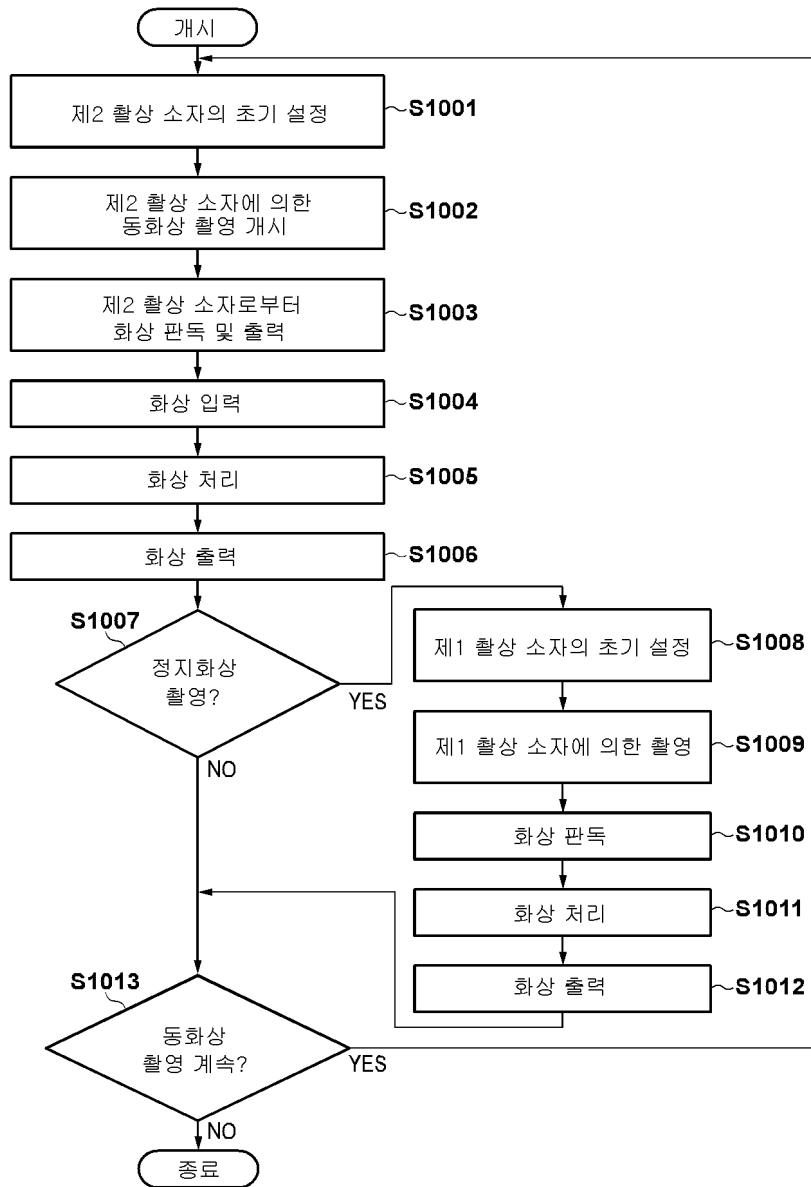 개시
제2 촬상 소자의 초기 설정
S1001
제2 촬상 소자에 의한
동화상 촬영 개시
S1002
제2 촬상 소자로부터
화상 판독 및 출력
S1003
화상 입력
S1004
화상 처리
S1005
화상 출력
S1006
S1007
정지화상
촬영?
YES
NO
제1 촬상 소자의 초기 설정
S1008
제1 촬상 소자에 의한 촬영
S1009
화상 판독
S1010
화상 처리
S1011
화상 출력
S1012
S1013
동화상
촬영 계속?
YES
NO
종료